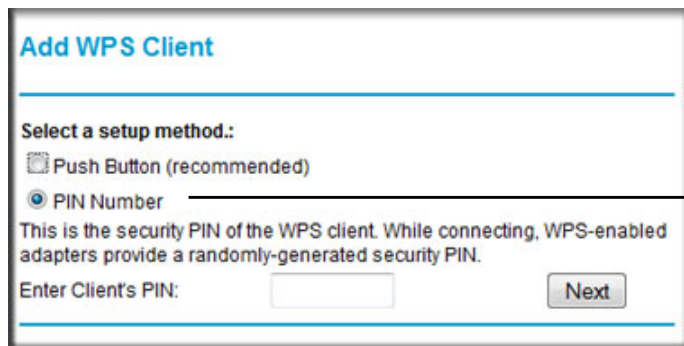 Add WPS Client
Select a setup method.:
Push Button (recommended)
PIN Number
This is the security PIN of the WPS client. While connecting, WPS-enabled
adapters provide a randomly-generated security PIN.
Enter Client's PIN:
Next